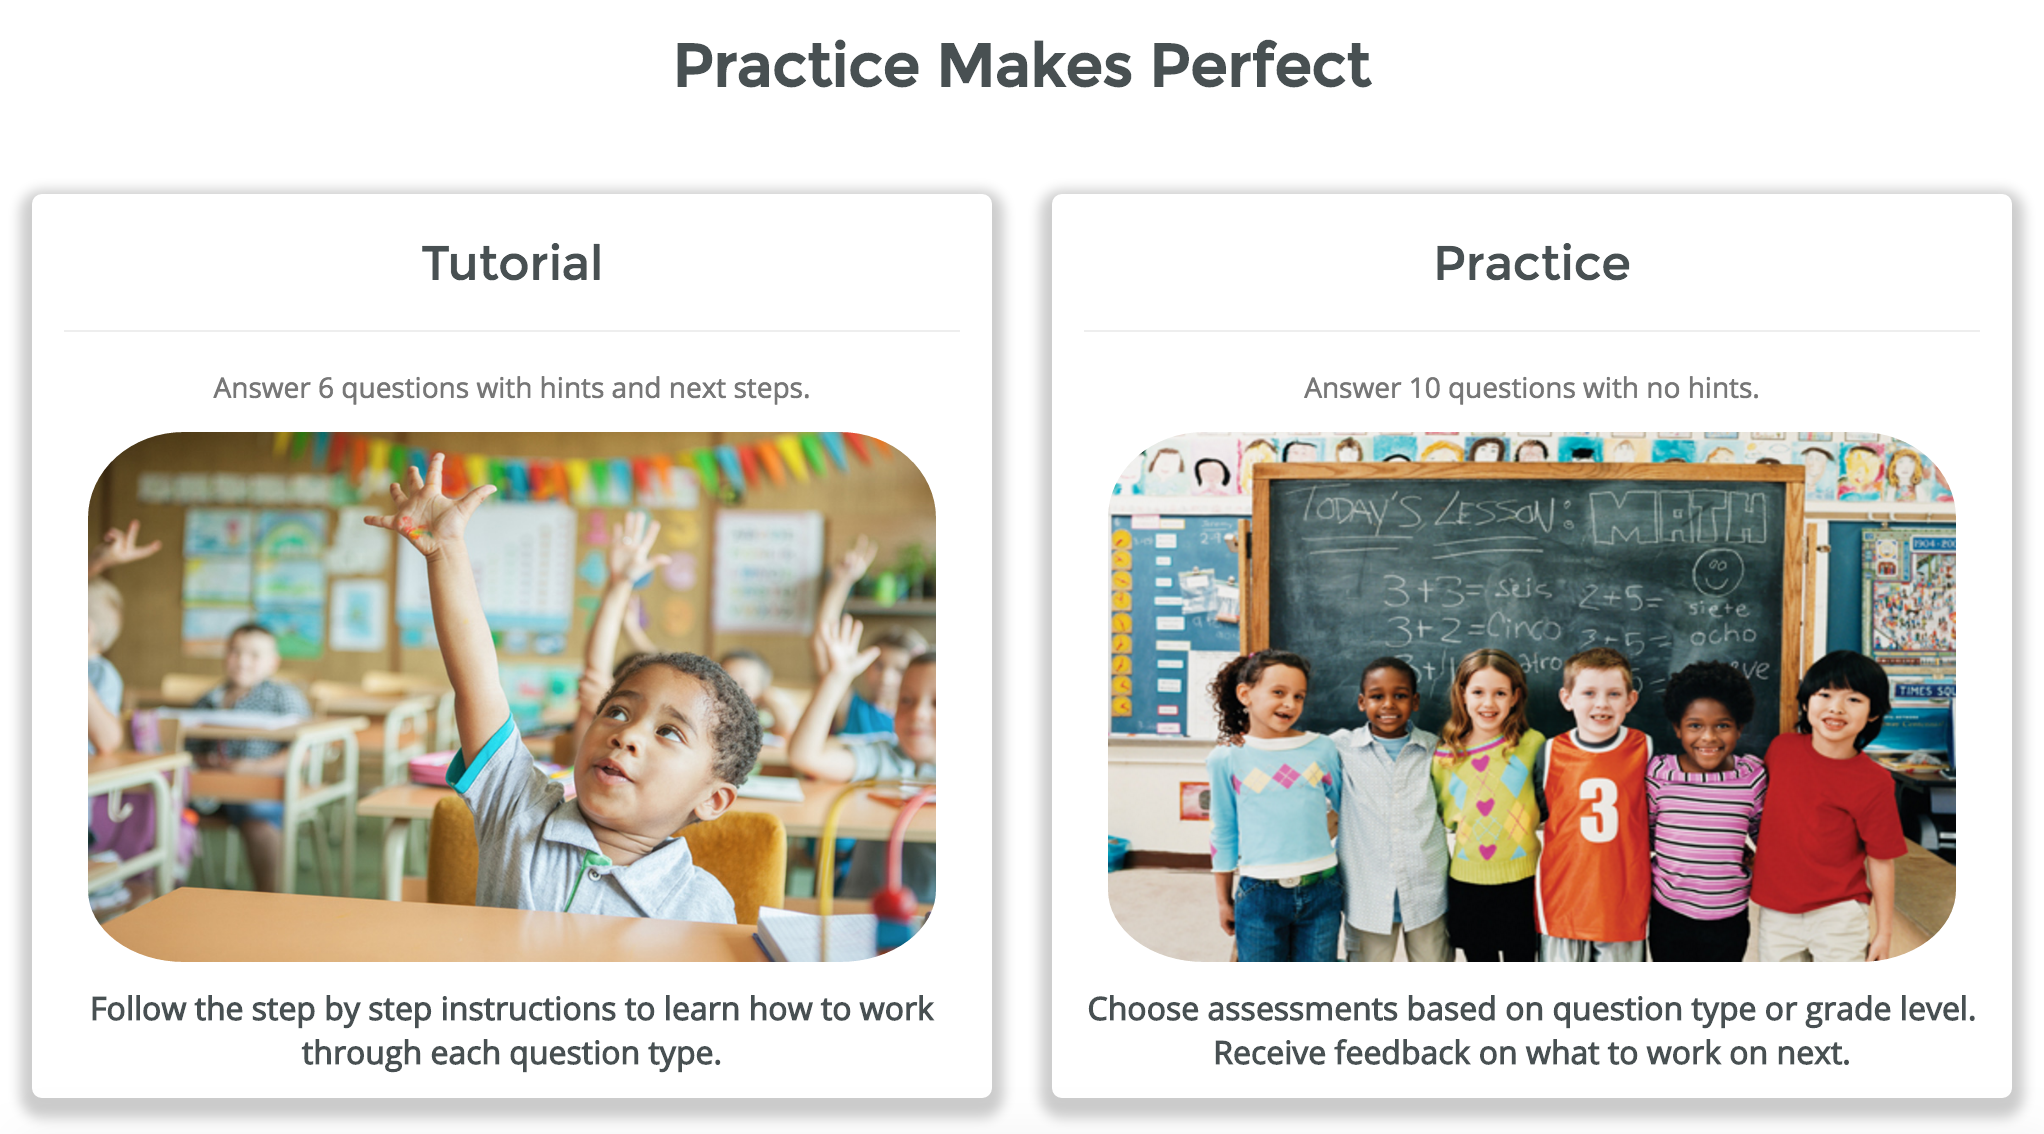 Practice Makes Perfect
Tutorial
Answer 6 questions with hints and next steps.
Follow the step by step instructions to learn how to work
through each question type.
Practice
Answer 10 questions with no hints.
TODAY'S LESSON: MATH
3+3= seis 2+5= siete
3+2=Cinco 3+5= ocho
TIMES
Choose assessments based on question type or grade level.
Receive feedback on what to work on next.